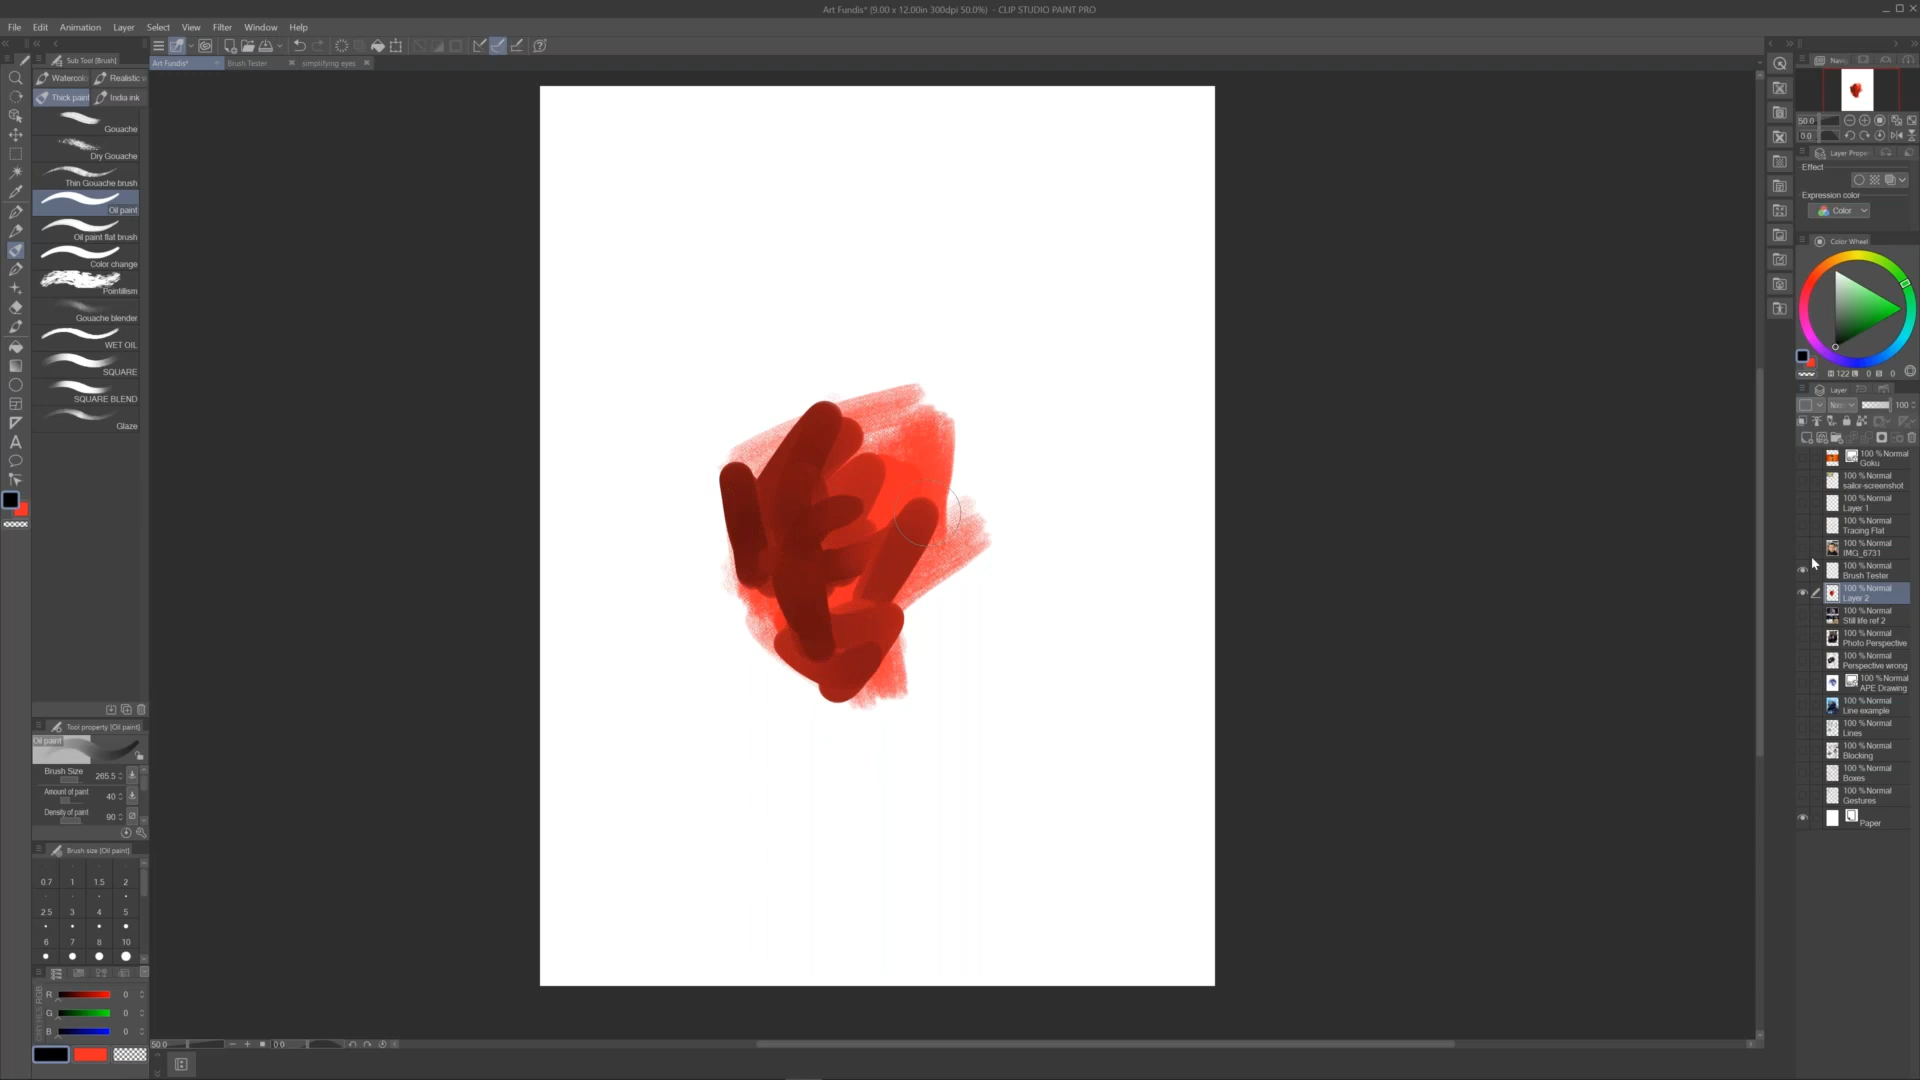 Art Fundis* (9.00 x 12.00in 300dpi 50.0%) - CLIP STUDIO PAINT PRO
File Edit Animation Layer Select View Filter Window Help
Sub Tool [Brush]
Art Fundis* Brush Tester simplifying eyes
Watercol Realistic
Thick paint India ink
Gouache
Dry Gouache
Thin Gouache brush
Oil paint
Oil paint flat brush
Color change
Pointillism
Gouache blender
WET OIL
SQUARE
SQUARE BLEND
Glaze
Tool property [Oil paint]
Oil paint
Brush Size 265.5
Amount of paint 40
Density of paint 90
Brush size [Oil paint]
0.7 1 1.5 2
2.5 3 4 5
6 7 8 10
R 0
G 0
B 0
50.0 0.0
Navi
50.0
0.0
Layer Prope
Effect
Expression color
Color
Color Wheel
122 0 0
Layer
100
100 % Normal
Goku
100 % Normal
sailor-screenshot
100 % Normal
Layer 1
100 % Normal
Tracing Flat
100 % Normal
IMG_6731
100 % Normal
Brush Tester
100 % Normal
Layer 2
100 % Normal
Still life ref 2
100 % Normal
Photo Perspective
100 % Normal
Perspective wrong
100 % Normal
APE Drawing
100 % Normal
Line example
100 % Normal
Lines
100 % Normal
Blocking
100 % Normal
Boxes
100 % Normal
Gestures
Paper